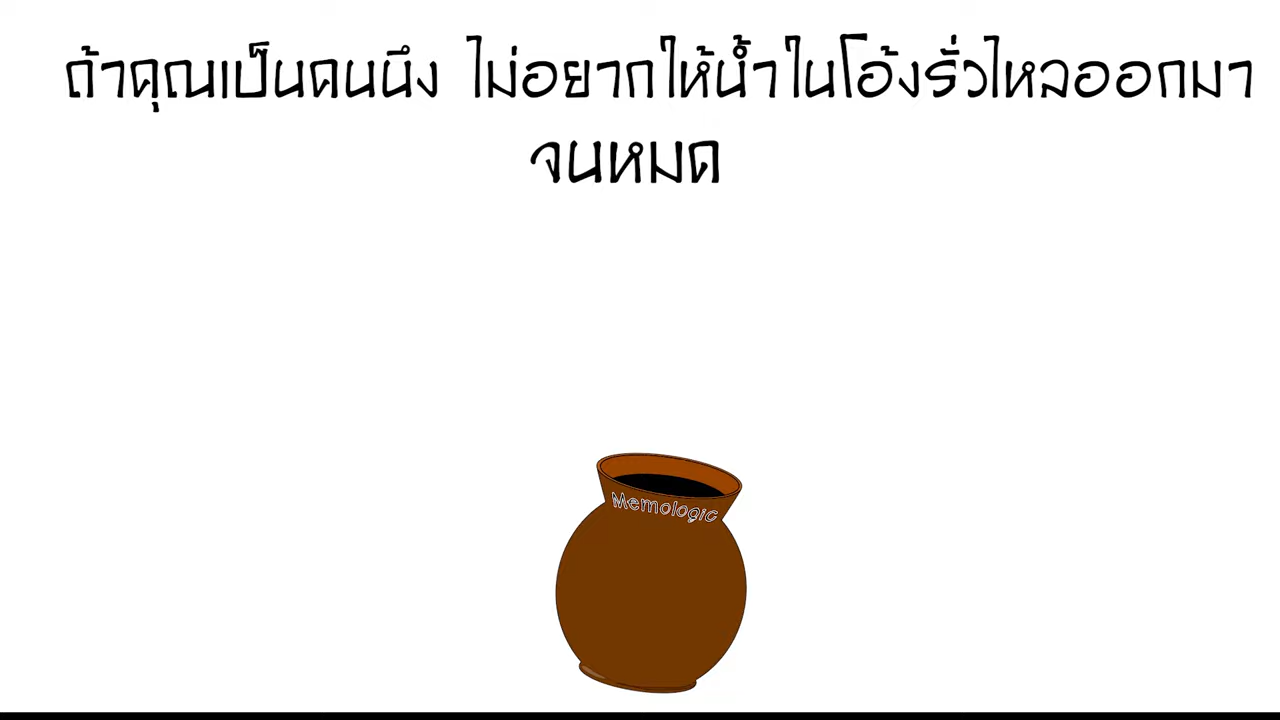 ถ้าคุณเป็นคนนึง ไม่อยากให้น้ำในโอ้งรั่วไหลออกมา
จนหมด
Memologic